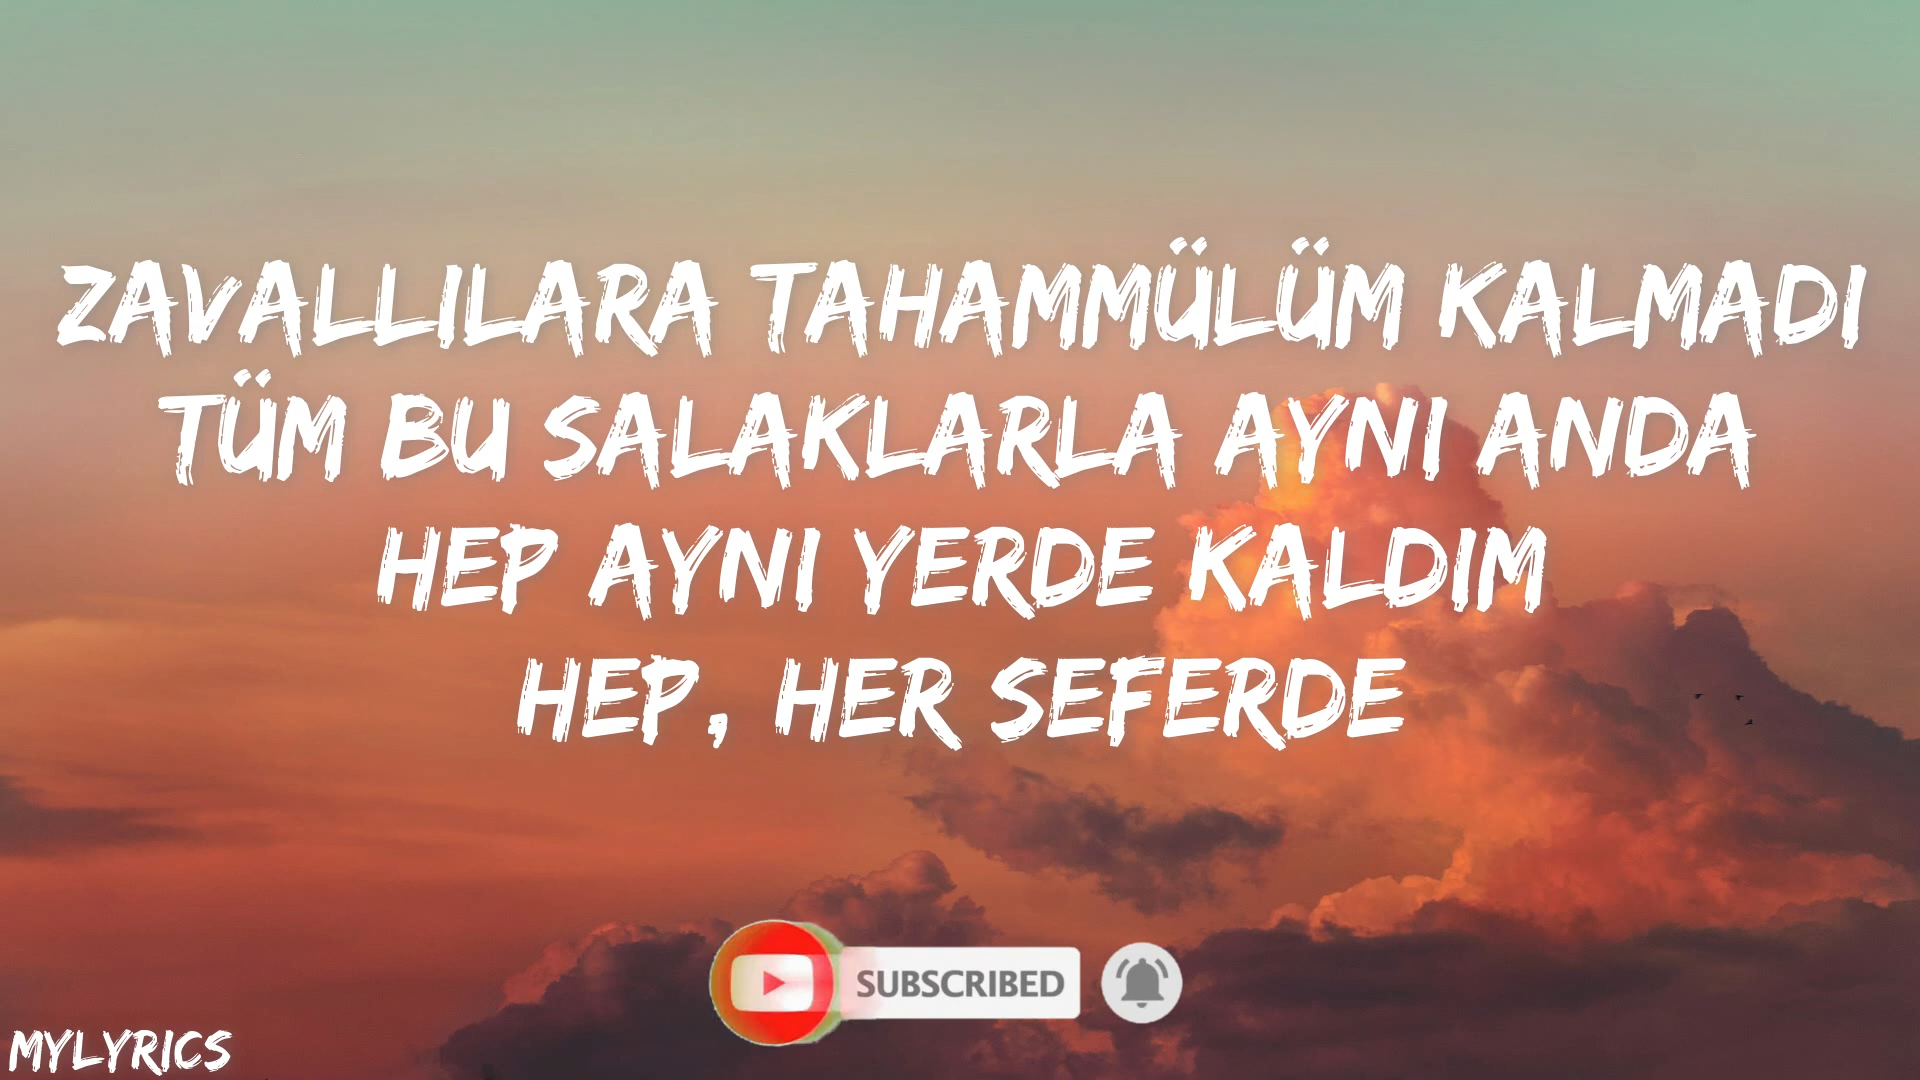 ZAVALLILARA TAHAMMÜLÜM KALMADI
TÜM BU SALAKLARLA AYNI ANDA
HEP AYNI YERDE KALDIM
HEP, HER SEFERDE
SUBSCRIBED
MYLYRICS